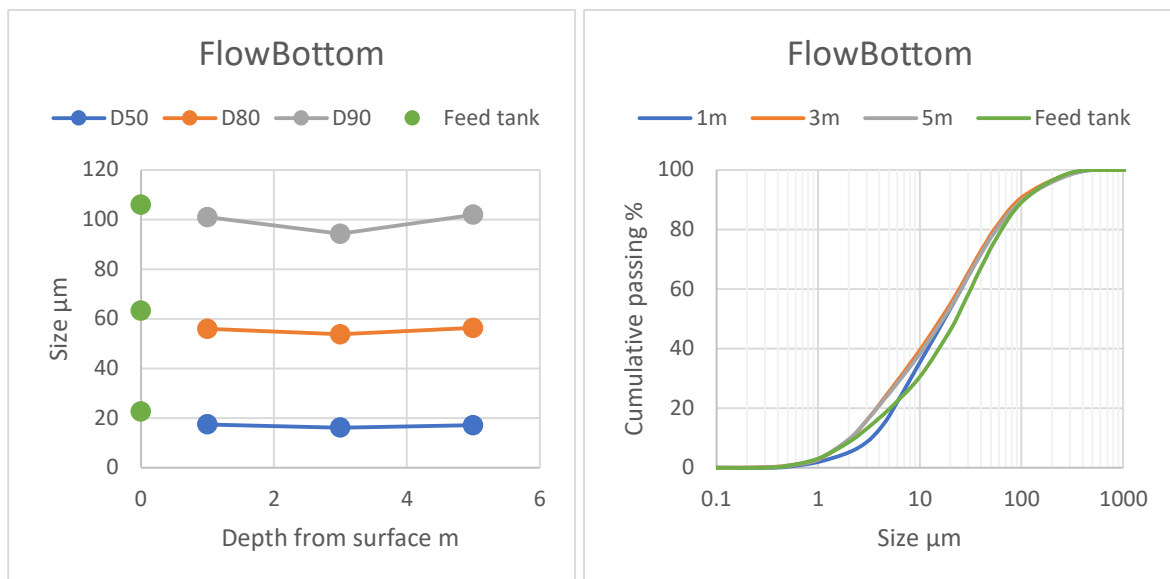 FlowBottom
D50 D80 D90 Feed tank
120
100
80
60
40
20
0
0 2 4 6
Size µm
Depth from surface m
FlowBottom
1m 3m 5m Feed tank
100
80
60
40
20
0
0.1 1 10 100 1000
Cumulative passing %
Size µm